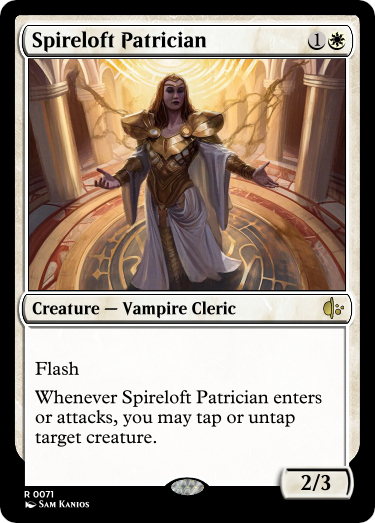 Spireloft Patrician 1
Creature — Vampire Cleric
Flash
Whenever Spireloft Patrician enters
or attacks, you may tap or untap
target creature.
2/3
R 0071
Sam Kanios